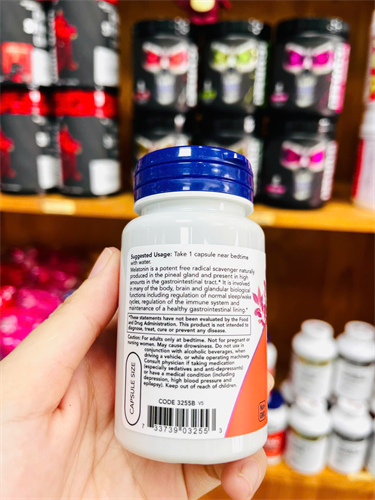 Suggested Usage: Take 1 capsule near bedtime
with water.
Melatonin is a potent free radical scavenger naturally
produced in the pineal gland and present in high
amounts in the gastrointestinal tract.* It is involved
in many of the body, brain and glandular biological
functions including regulation of normal sleep/wake
cycles, regulation of the immune system and
maintenance of a healthy gastrointestinal lining.*
*These statements have not been evaluated by the Food
and Drug Administration. This product is not intended to
diagnose, treat, cure or prevent any disease.
Caution: For adults only at bedtime. Not for pregnant or
nursing women. May cause drowsiness. Do not use in
conjunction with alcoholic beverages, when
driving a vehicle, or while operating machinery.
Consult physician if taking medication
(especially sedatives and anti-depressants)
or have a medical condition (including
depression, high blood pressure and
epilepsy). Keep out of reach of children.
CAPSULE SIZE
CODE 3255B V5
7 33739 03255 3